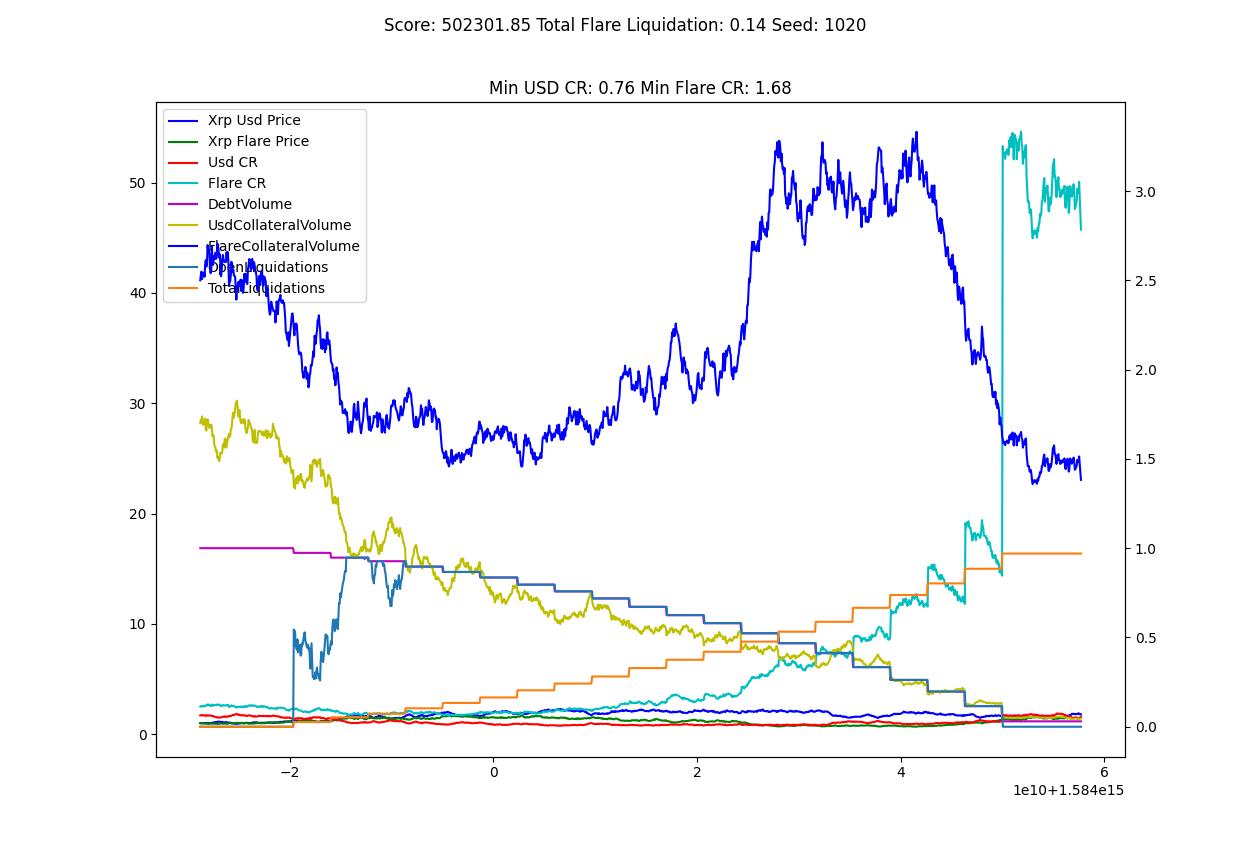 Score: 502301.85 Total Flare Liquidation: 0.14 Seed: 1020
Min USD CR: 0.76 Min Flare CR: 1.68
Xrp Usd Price
Xrp Flare Price
Usd CR
Flare CR
DebtVolume
UsdCollateralVolume
FlareCollateralVolume
OpenLiquidations
TotalLiquidations
50
40
30
20
10
0
3.0
2.5
2.0
1.5
1.0
0.5
0.0
−2 0 2 4 6
1e10+1.584e15